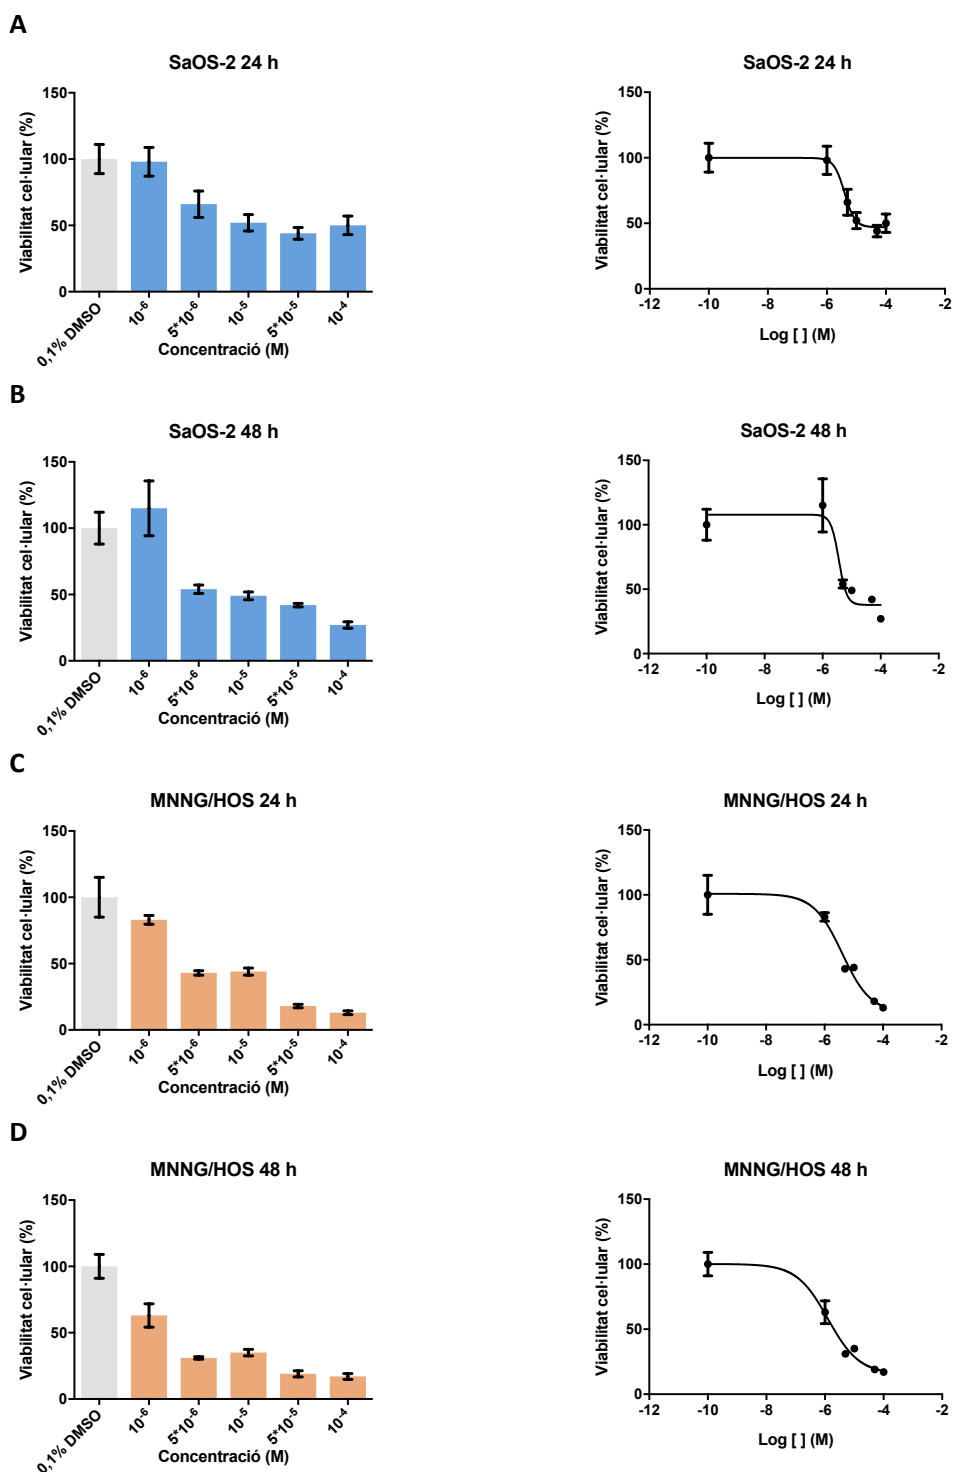 A
SaOS-2 24 h
Viabilitat cel·lular (%)
150
100
50
0
0,1% DMSO
10-6
5*10-6
10-5
5*10-5
10-4
Concentració (M)
SaOS-2 24 h
Viabilitat cel·lular (%)
150
100
50
0
-12
-10
-8
-6
-4
-2
Log [ ] (M)
B
SaOS-2 48 h
Viabilitat cel·lular (%)
150
100
50
0
0,1% DMSO
10-6
5*10-6
10-5
5*10-5
10-4
Concentració (M)
SaOS-2 48 h
Viabilitat cel·lular (%)
150
100
50
0
-12
-10
-8
-6
-4
-2
Log [ ] (M)
C
MNNG/HOS 24 h
Viabilitat cel·lular (%)
150
100
50
0
0,1% DMSO
10-6
5*10-6
10-5
5*10-5
10-4
Concentració (M)
MNNG/HOS 24 h
Viabilitat cel·lular (%)
150
100
50
0
-12
-10
-8
-6
-4
-2
Log [ ] (M)
D
MNNG/HOS 48 h
Viabilitat cel·lular (%)
150
100
50
0
0,1% DMSO
10-6
5*10-6
10-5
5*10-5
10-4
Concentració (M)
MNNG/HOS 48 h
Viabilitat cel·lular (%)
150
100
50
0
-12
-10
-8
-6
-4
-2
Log [ ] (M)